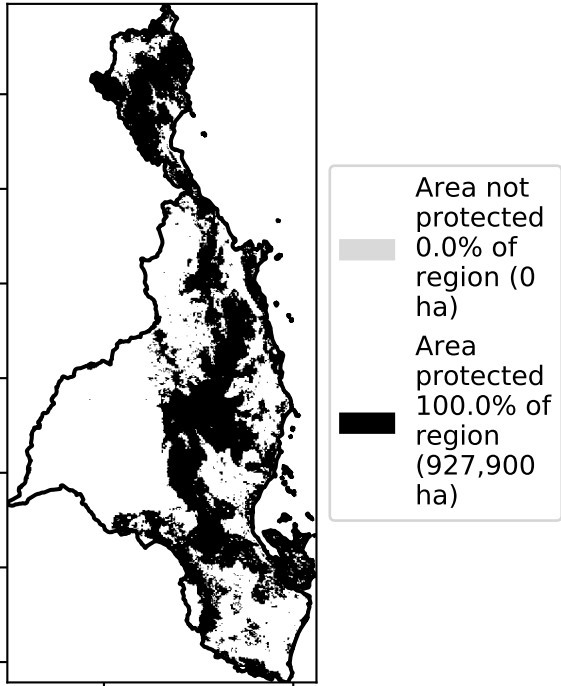 Area not
protected
0.0% of
region (0
ha)
Area
protected
100.0% of
region
(927,900
ha)